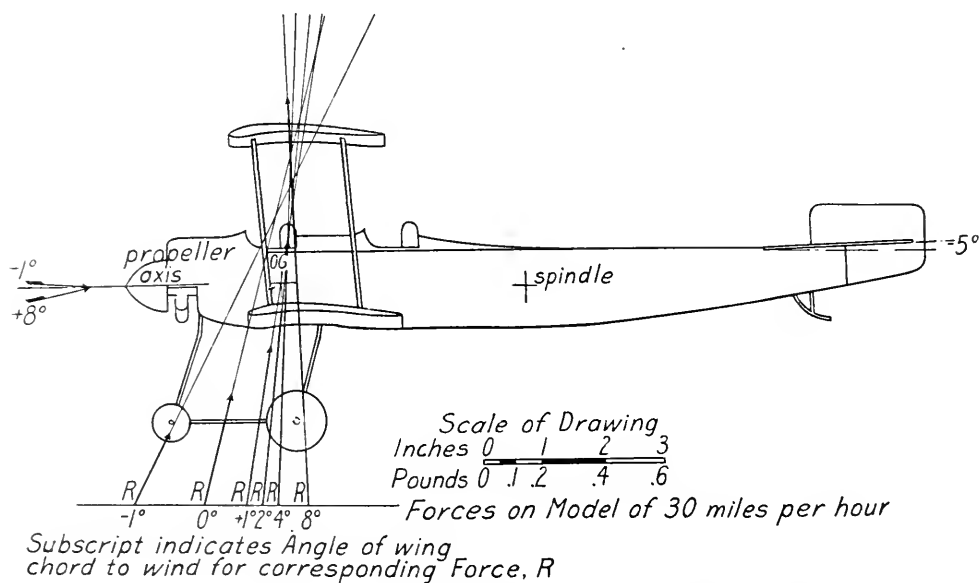 propeller
axis
-1°
+8°
OG
T
spindle
=5°
Scale of Drawing
Inches 0 1 2 3
Pounds 0 .1 .2 .4 .6
R R R R R R
-1° 0° +1° 2° 4° 8°
Forces on Model of 30 miles per hour
Subscript indicates Angle of wing
chord to wind for corresponding Force, R